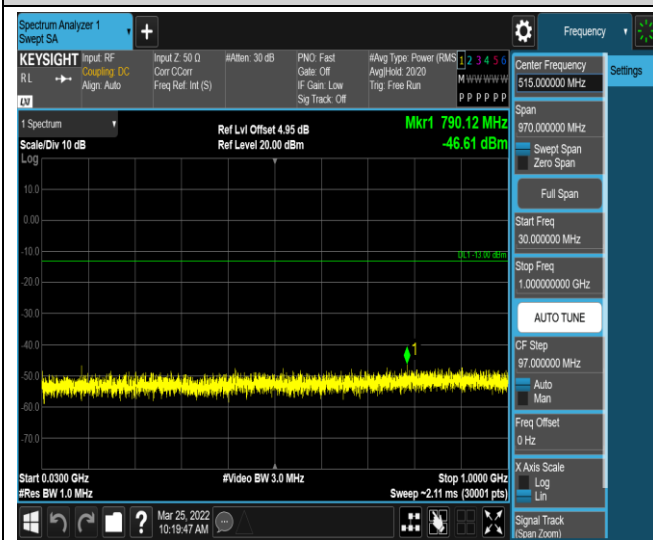 Spectrum Analyzer 1
Swept SA
Frequency
KEYSIGHT
RL
LXI
Input: RF
Coupling: DC
Align: Auto
Input Z: 50 Ω
Corr CCorr
Freq Ref: Int (S)
#Atten: 30 dB
PNO: Fast
Gate: Off
IF Gain: Low
Sig Track: Off
#Avg Type: Power (RMS
Avg|Hold: 20/20
Trig: Free Run
1 2 3 4 5 6
M W W W W W
P P P P P P
1 Spectrum
Scale/Div 10 dB
Log
Ref Lvl Offset 4.95 dB
Ref Level 20.00 dBm
Mkr1 790.12 MHz
-46.61 dBm
10.0
0.00
-10.0
DL1 -13.00 dBm
-20.0
-30.0
-40.0
1
-50.0
-60.0
-70.0
Start 0.0300 GHz
#Res BW 1.0 MHz
#Video BW 3.0 MHz
Stop 1.0000 GHz
Sweep ~2.11 ms (30001 pts)
?
Mar 25, 2022
10:19:47 AM
Center Frequency
515.000000 MHz
Settings
Span
970.000000 MHz
Swept Span
Zero Span
Full Span
Start Freq
30.000000 MHz
Stop Freq
1.000000000 GHz
AUTO TUNE
CF Step
97.000000 MHz
Auto
Man
Freq Offset
0 Hz
X Axis Scale
Log
Lin
Signal Track
(Span Zoom)